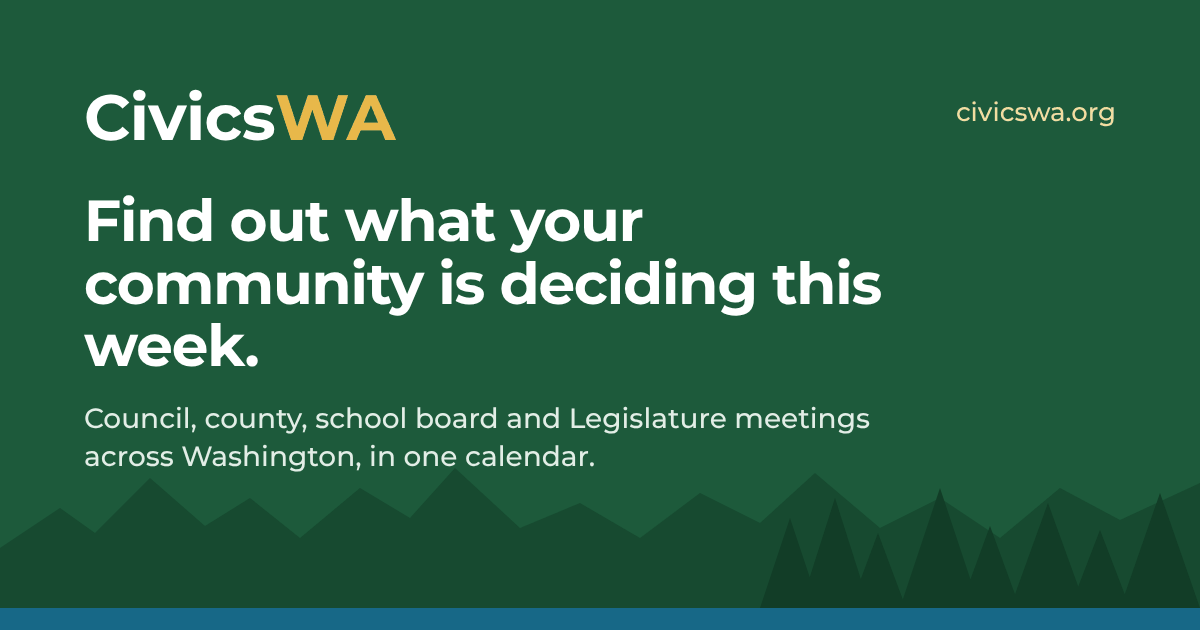 CivicsWA
civicswa.org
Find out what your
community is deciding this
week.
Council, county, school board and Legislature meetings
across Washington, in one calendar.